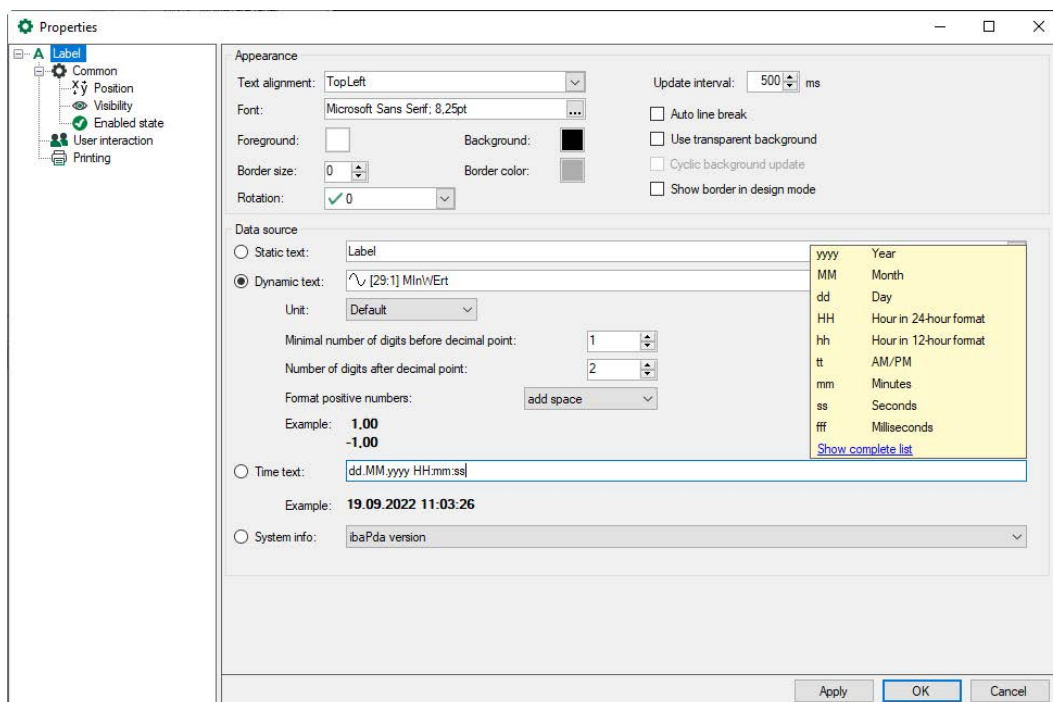 Properties
A Label
Common
Position
Visibility
Enabled state
User interaction
Printing
Appearance
Text alignment: TopLeft
Update interval: 500 ms
Font: Microsoft Sans Serif; 8,25pt ...
Auto line break
Foreground: Background:
Use transparent background
Cyclic background update
Border size: 0 Border color:
Show border in design mode
Rotation: 0
Data source
Static text: Label
Dynamic text: [29:1] MInWErt
Unit: Default
Minimal number of digits before decimal point: 1
Number of digits after decimal point: 2
Format positive numbers: add space
Example: 1,00
-1,00
yyyy Year
MM Month
dd Day
HH Hour in 24-hour format
hh Hour in 12-hour format
tt AM/PM
mm Minutes
ss Seconds
fff Milliseconds
Show complete list
Time text: dd.MM.yyyy HH:mm:ss
Example: 19.09.2022 11:03:26
System info: ibaPda version
Apply OK Cancel